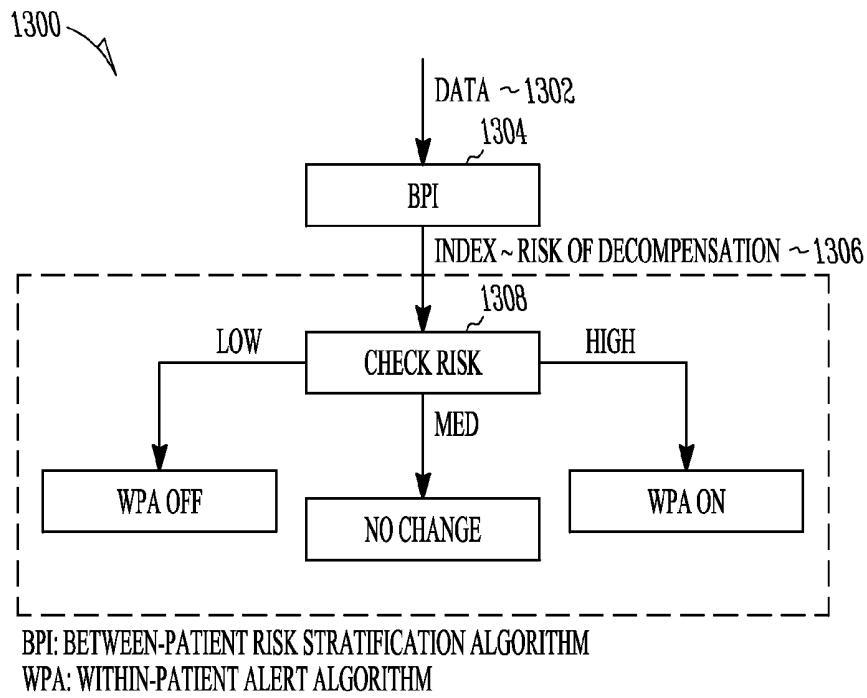 1300
DATA ~1302
1304
BPI
INDEX ~ RISK OF DECOMPENSATION ~1306
1308
LOW
CHECK RISK
HIGH
MED
WPA OFF
NO CHANGE
WPA ON
BPI: BETWEEN-PATIENT RISK STRATIFICATION ALGORITHM
WPA: WITHIN-PATIENT ALERT ALGORITHM